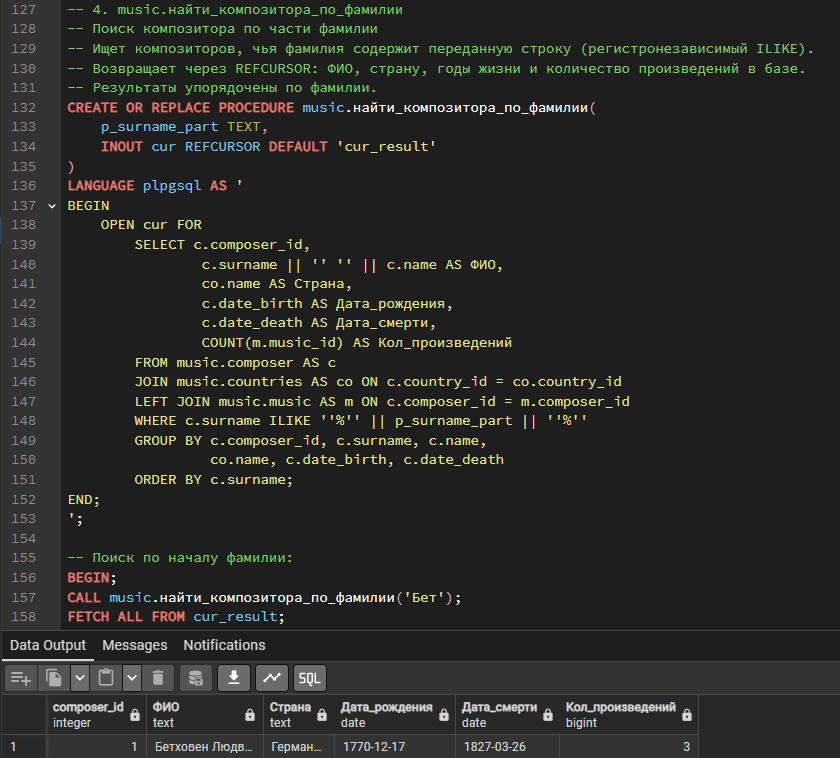 127 -- 4. music.найти_композитора_по_фамилии
128 -- Поиск композитора по части фамилии
129 -- Ищет композиторов, чья фамилия содержит переданную строку (регистронезависимый ILIKE).
130 -- Возвращает через REFCURSOR: ФИО, страну, годы жизни и количество произведений в базе.
131 -- Результаты упорядочены по фамилии.
132 CREATE OR REPLACE PROCEDURE music.найти_композитора_по_фамилии(
133     p_surname_part TEXT,
134     INOUT cur REFCURSOR DEFAULT 'cur_result'
135 )
136 LANGUAGE plpgsql AS '
137 BEGIN
138     OPEN cur FOR
139         SELECT c.composer_id,
140                 c.surname || '' '' || c.name AS ФИО,
141                 co.name AS Страна,
142                 c.date_birth AS Дата_рождения,
143                 c.date_death AS Дата_смерти,
144                 COUNT(m.music_id) AS Кол_произведений
145         FROM music.composer AS c
146         JOIN music.countries AS co ON c.country_id = co.country_id
147         LEFT JOIN music.music AS m ON c.composer_id = m.composer_id
148         WHERE c.surname ILIKE ''%'' || p_surname_part || ''%''
149         GROUP BY c.composer_id, c.surname, c.name,
150                  co.name, c.date_birth, c.date_death
151         ORDER BY c.surname;
152 END;
153 ';
154
155 -- Поиск по началу фамилии:
156 BEGIN;
157 CALL music.найти_композитора_по_фамилии('Бет');
158 FETCH ALL FROM cur_result;
Data Output Messages Notifications
SQL
composer_id ФИО Страна Дата_рождения Дата_смерти Кол_произведений
integer text text date date bigint
1 1 Бетховен Людв... Герман... 1770-12-17 1827-03-26 3